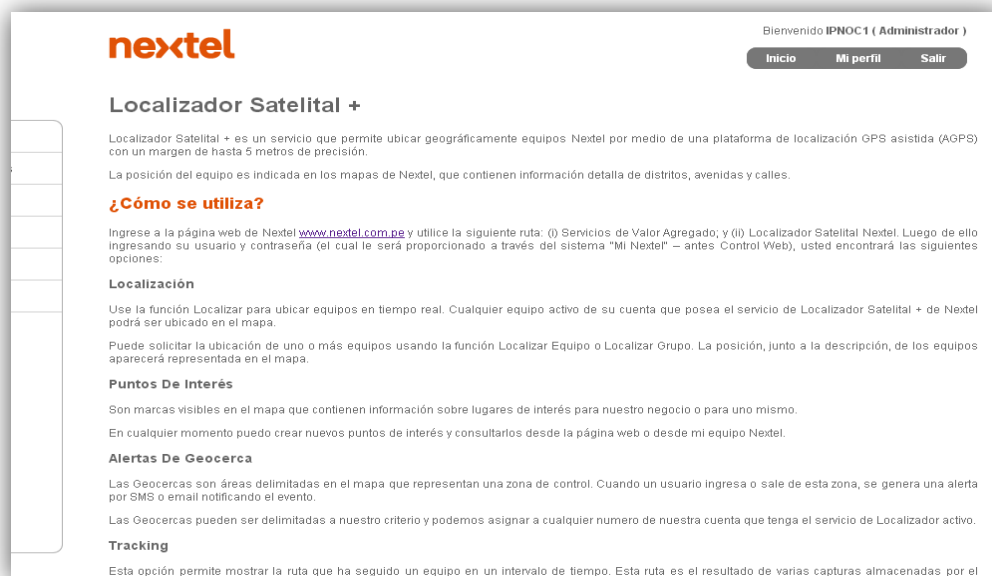 nextel
Bienvenido IPNOC1 ( Administrador )
Inicio Mi perfil Salir
Localizador Satelital +
Localizador Satelital + es un servicio que permite ubicar geográficamente equipos Nextel por medio de una plataforma de localización GPS asistida (AGPS)
con un margen de hasta 5 metros de precisión.
La posición del equipo es indicada en los mapas de Nextel, que contienen información detalla de distritos, avenidas y calles.
¿Cómo se utiliza?
Ingrese a la página web de Nextel www.nextel.com.pe y utilice la siguiente ruta: (i) Servicios de Valor Agregado; y (ii) Localizador Satelital Nextel. Luego de ello
ingresando su usuario y contraseña (el cual le será proporcionado a través del sistema "Mi Nextel" – antes Control Web), usted encontrará las siguientes
opciones:
Localización
Use la función Localizar para ubicar equipos en tiempo real. Cualquier equipo activo de su cuenta que posea el servicio de Localizador Satelital + de Nextel
podrá ser ubicado en el mapa.
Puede solicitar la ubicación de uno o más equipos usando la función Localizar Equipo o Localizar Grupo. La posición, junto a la descripción, de los equipos
aparecerá representada en el mapa.
Puntos De Interés
Son marcas visibles en el mapa que contienen información sobre lugares de interés para nuestro negocio o para uno mismo.
En cualquier momento puedo crear nuevos puntos de interés y consultarlos desde la página web o desde mi equipo Nextel.
Alertas De Geocerca
Las Geocercas son áreas delimitadas en el mapa que representan una zona de control. Cuando un usuario ingresa o sale de esta zona, se genera una alerta
por SMS o email notificando el evento.
Las Geocercas pueden ser delimitadas a nuestro criterio y podemos asignar a cualquier numero de nuestra cuenta que tenga el servicio de Localizador activo.
Tracking
Esta opción permite mostrar la ruta que ha seguido un equipo en un intervalo de tiempo. Esta ruta es el resultado de varias capturas almacenadas por el